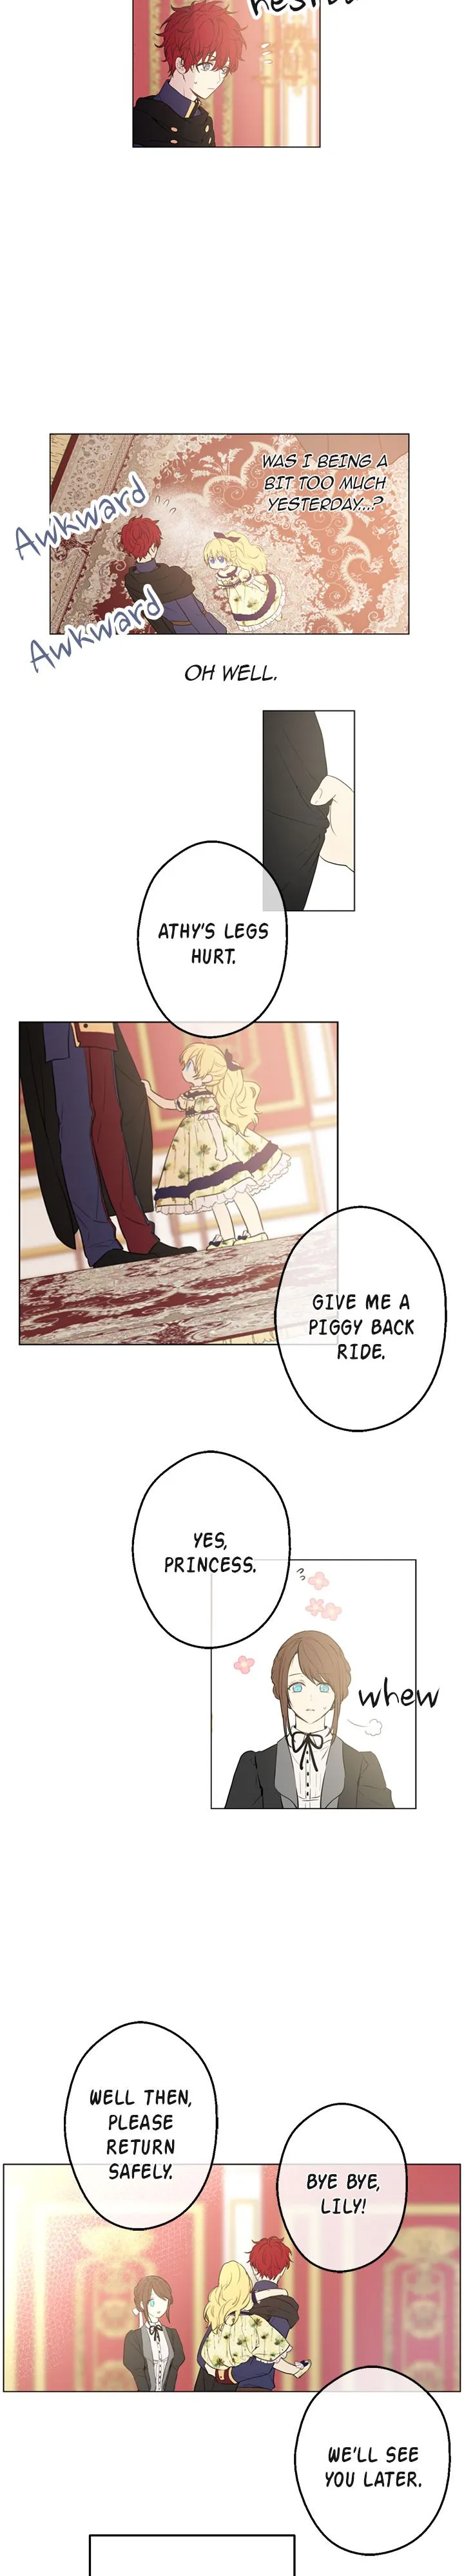 WAS I BEING A
BIT TOO MUCH
YESTERDAY...?
Awkward
Awkward
OH WELL.
ATHY'S LEGS
HURT.
GIVE ME A
PIGGY BACK
RIDE.
YES,
PRINCESS.
whew
WELL THEN,
PLEASE
RETURN
SAFELY.
BYE BYE,
LILY!
WE'LL SEE
YOU LATER.